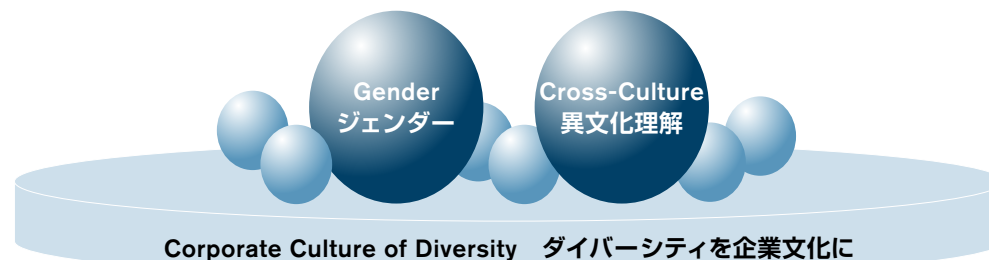 Gender
ジェンダー
Cross-Culture
異文化理解
Corporate Culture of Diversity　ダイバーシティを企業文化に